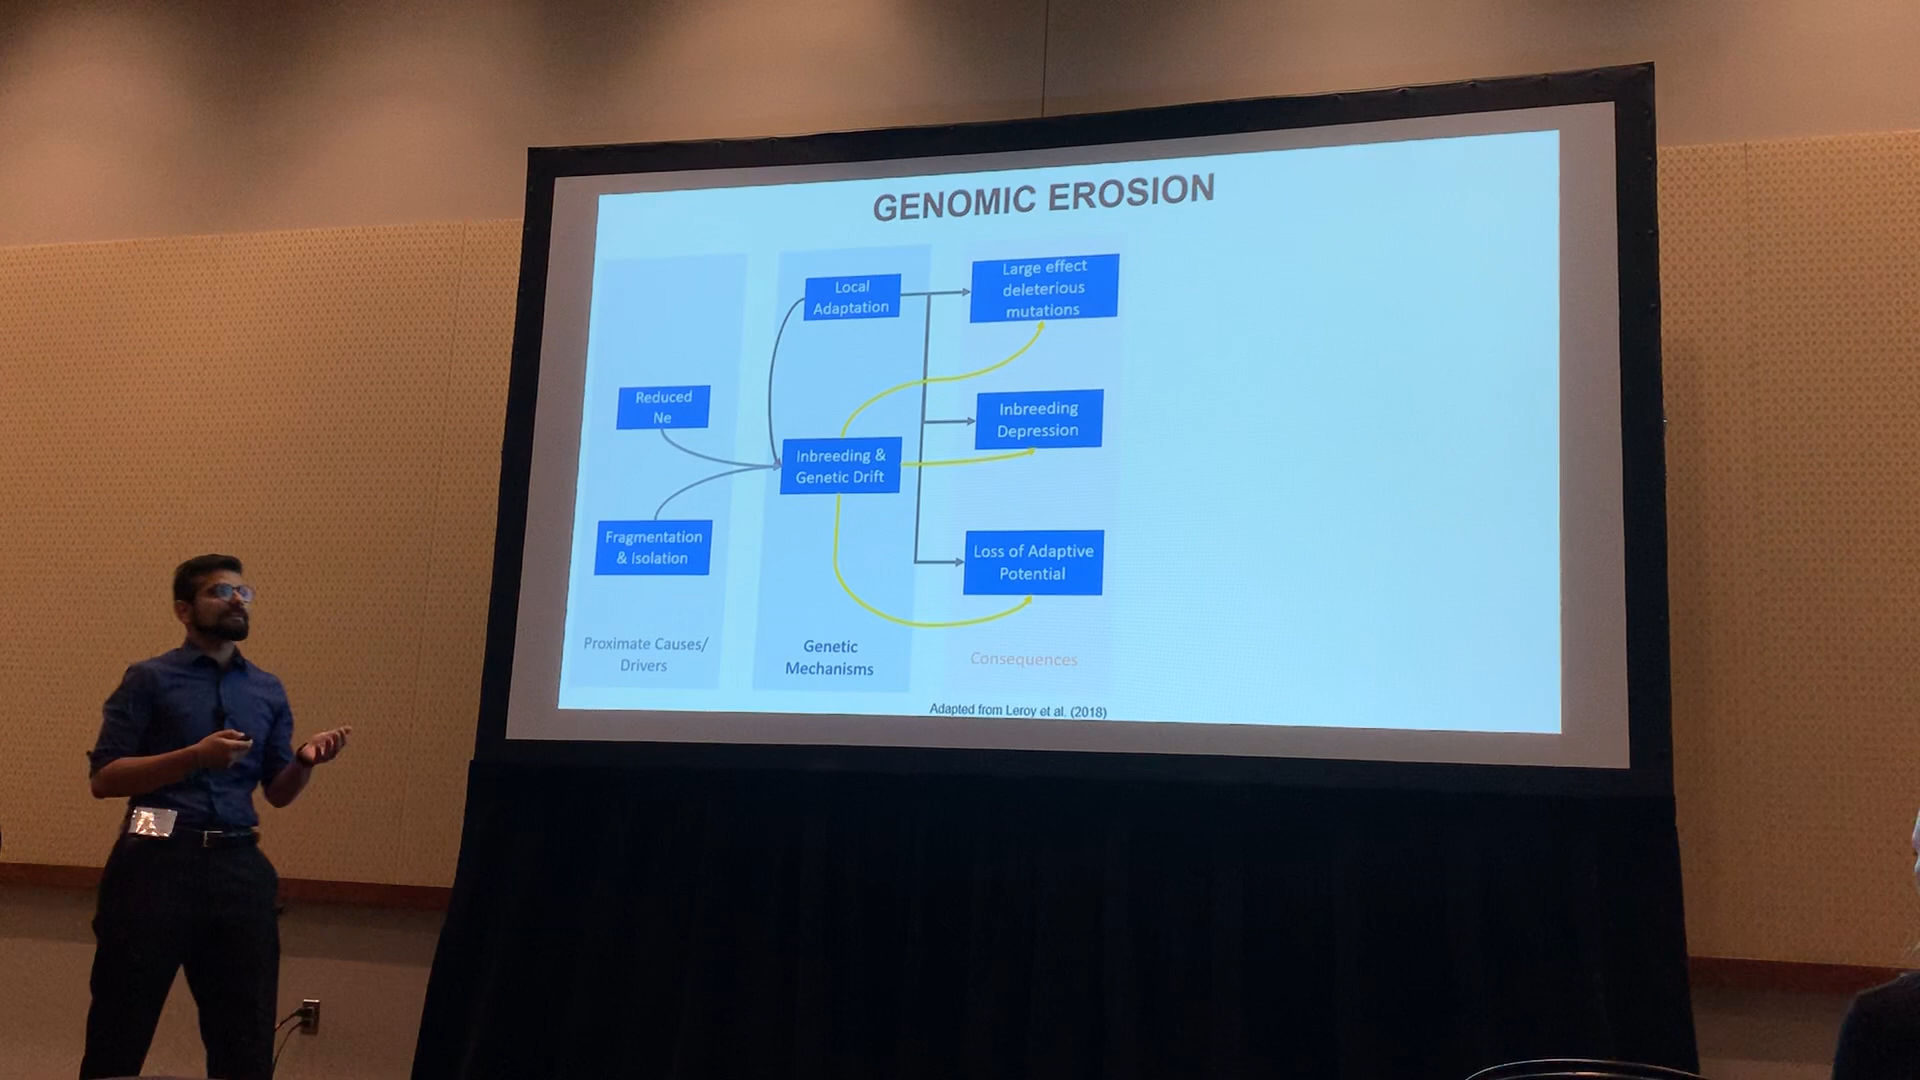 GENOMIC EROSION
Local
Adaptation
Large effect
deleterious
mutations
Reduced
Ne
Inbreeding
Depression
Inbreeding &
Genetic Drift
Fragmentation
& Isolation
Loss of Adaptive
Potential
Proximate Causes/
Drivers
Genetic
Mechanisms
Consequences
Adapted from Leroy et al. (2018)